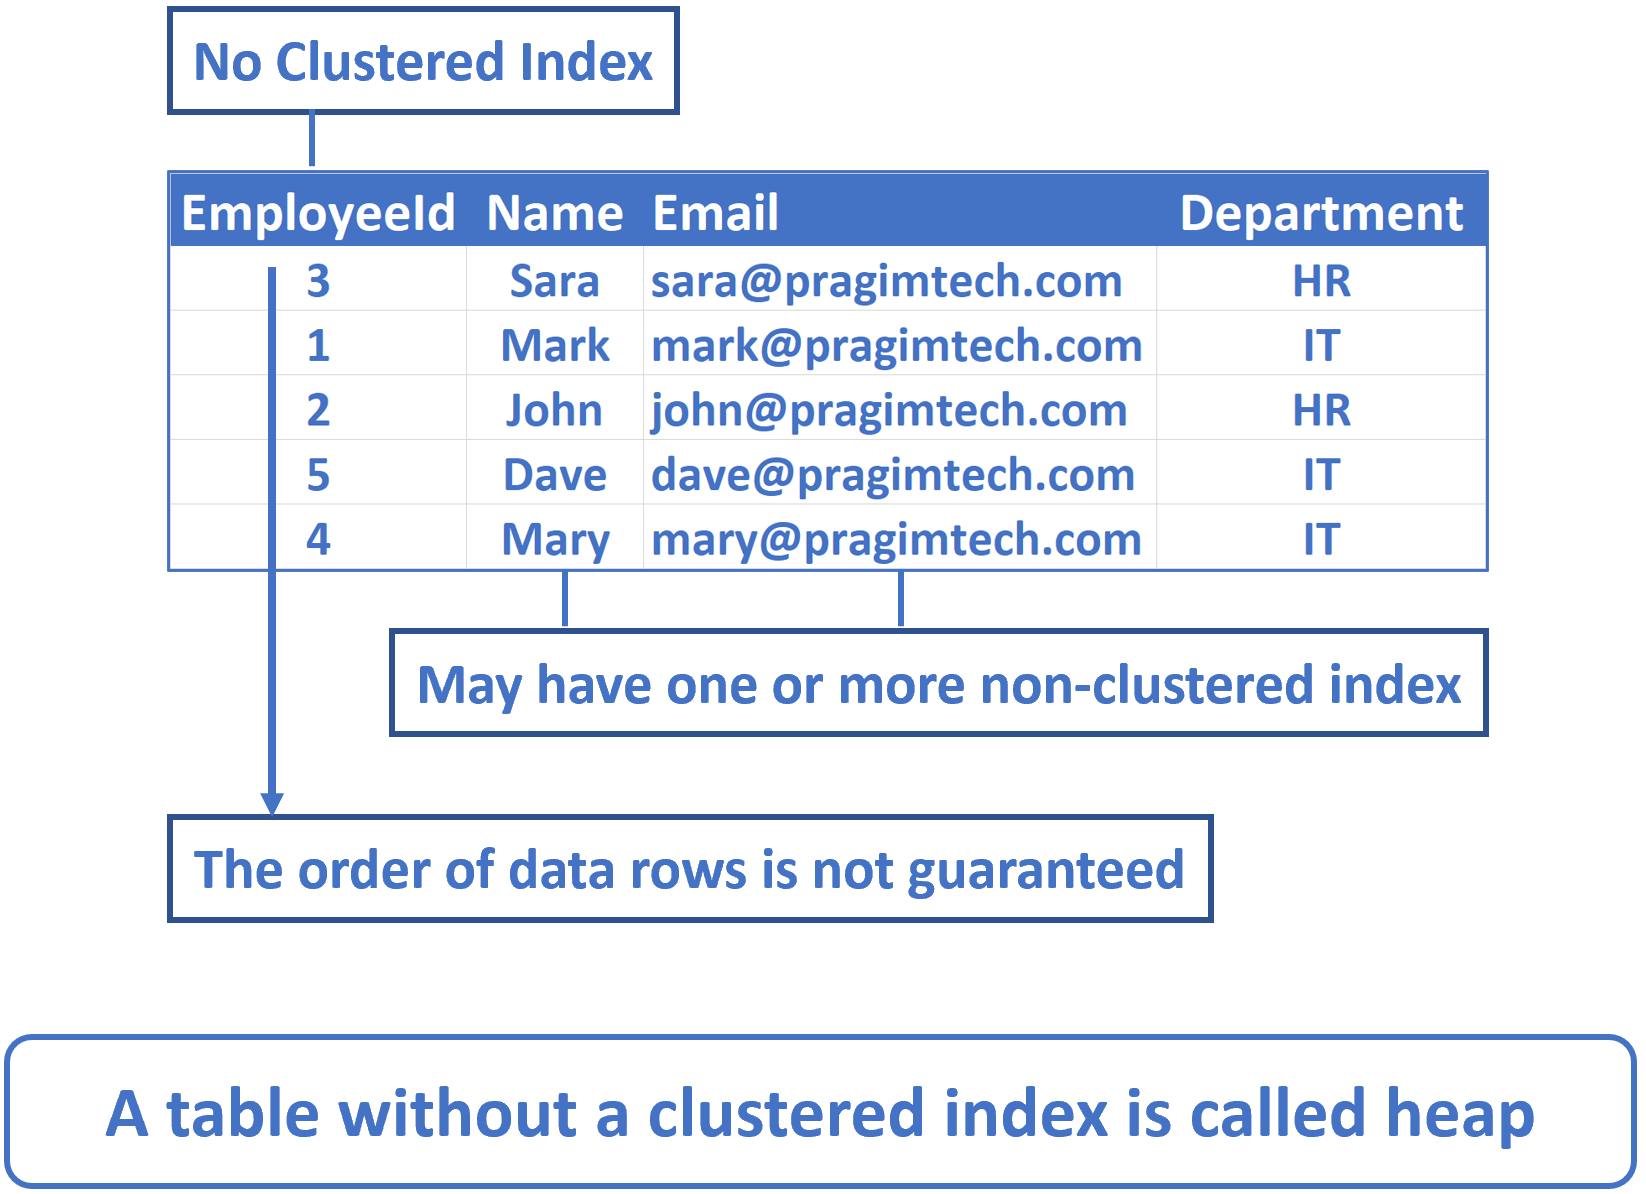 No Clustered Index
EmployeeId Name Email Department
3 Sara sara@pragimtech.com HR
1 Mark mark@pragimtech.com IT
2 John john@pragimtech.com HR
5 Dave dave@pragimtech.com IT
4 Mary mary@pragimtech.com IT
May have one or more non-clustered index
The order of data rows is not guaranteed
A table without a clustered index is called heap